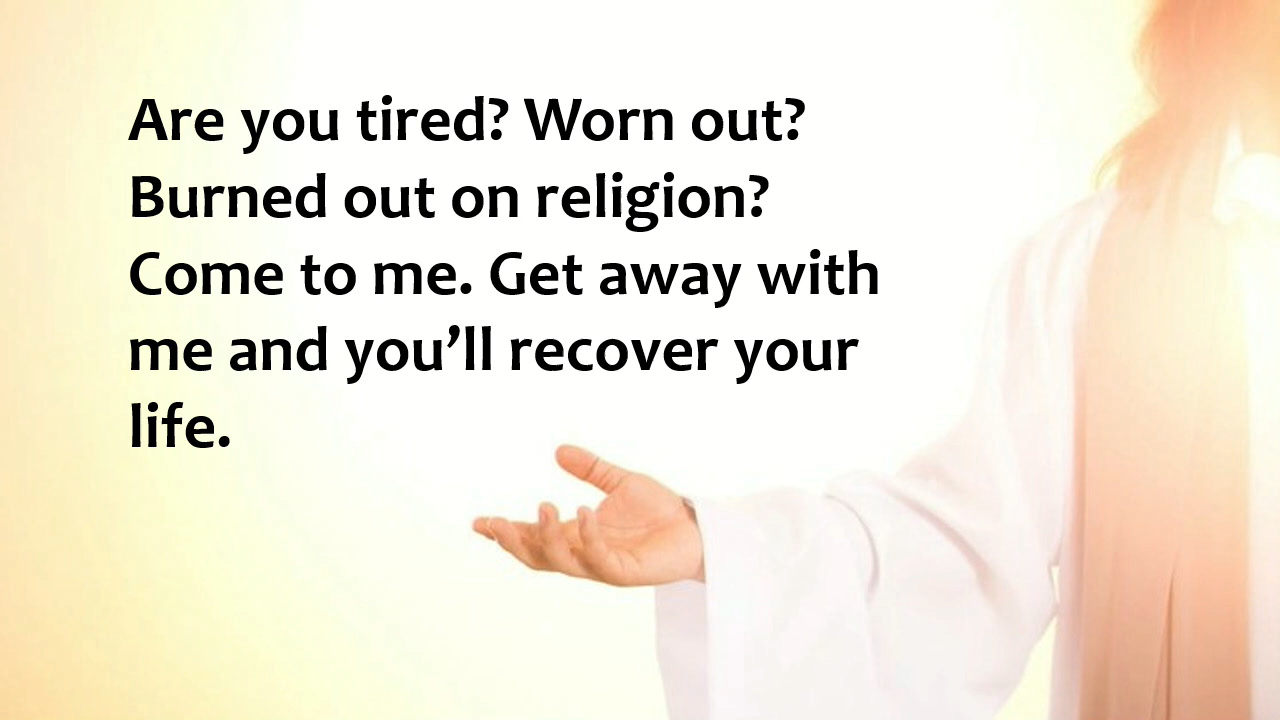 Are you tired? Worn out?
Burned out on religion?
Come to me. Get away with
me and you’ll recover your
life.